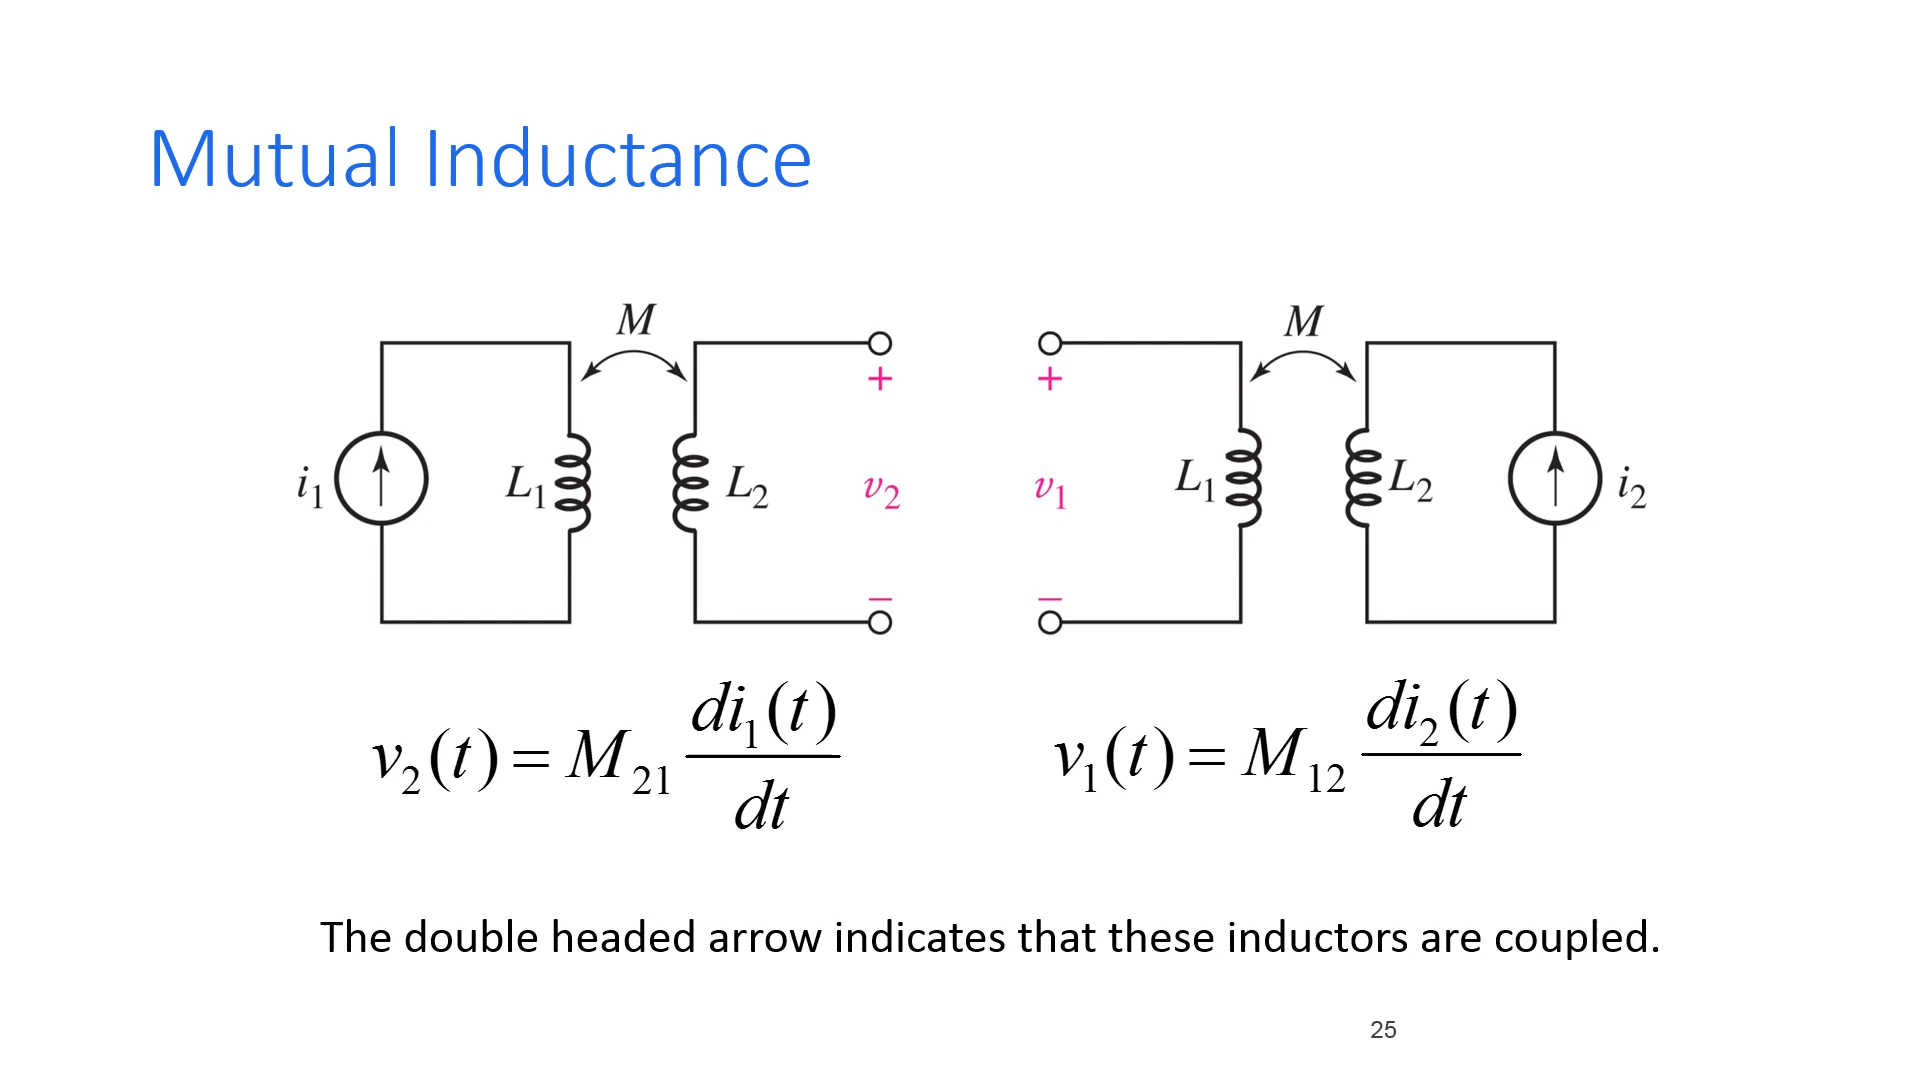 Mutual Inductance
M M
i₁ L₁ L₂ + v₂ − + v₁ − L₁ L₂ i₂
v₂(t) = M₂₁ di₁(t)/dt v₁(t) = M₁₂ di₂(t)/dt
The double headed arrow indicates that these inductors are coupled.
25